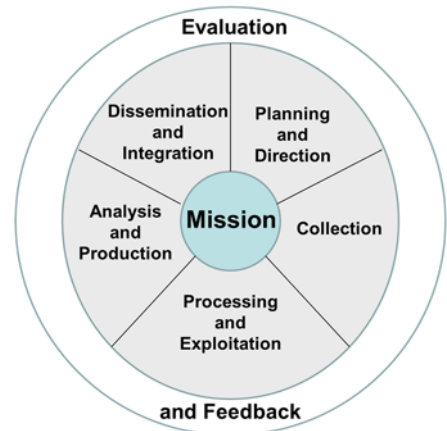 Evaluation
Dissemination
and
Integration
Planning
and
Direction
Analysis
and
Production
Mission
Collection
Processing
and
Exploitation
and Feedback